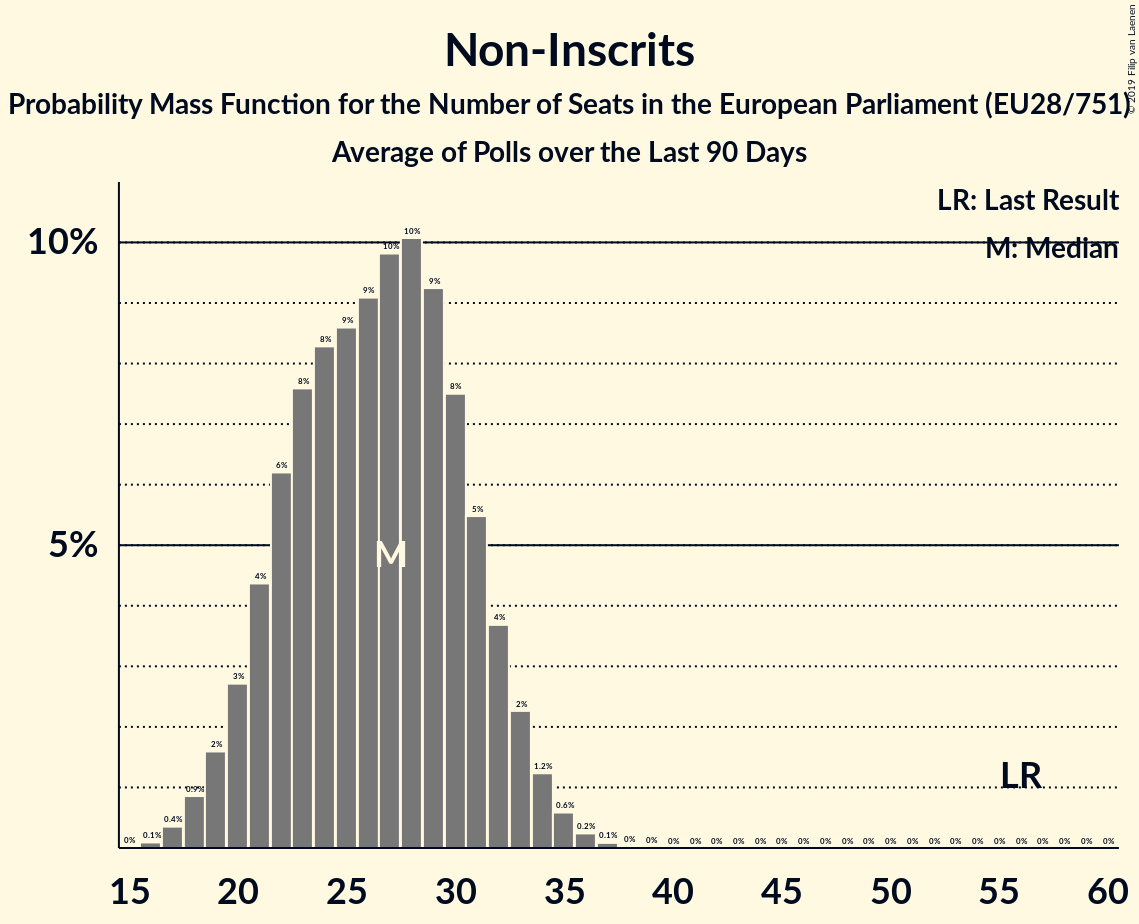 Non-Inscrits
Probability Mass Function for the Number of Seats in the European Parliament (EU28/751)
Average of Polls over the Last 90 Days
© 2019 Filip van Laenen
LR: Last Result
M: Median
10%
5%
0% 0.1% 0.4% 0.9% 2% 3% 4% 6% 8% 8% 9% 9% 10% 10% 9% 8% 5% 4% 2% 1.2% 0.6% 0.2% 0.1% 0% 0% 0% 0% 0% 0% 0% 0% 0% 0% 0% 0% 0% 0% 0% 0% 0% 0% 0% 0% 0% 0% 0%
M
LR
15 20 25 30 35 40 45 50 55 60